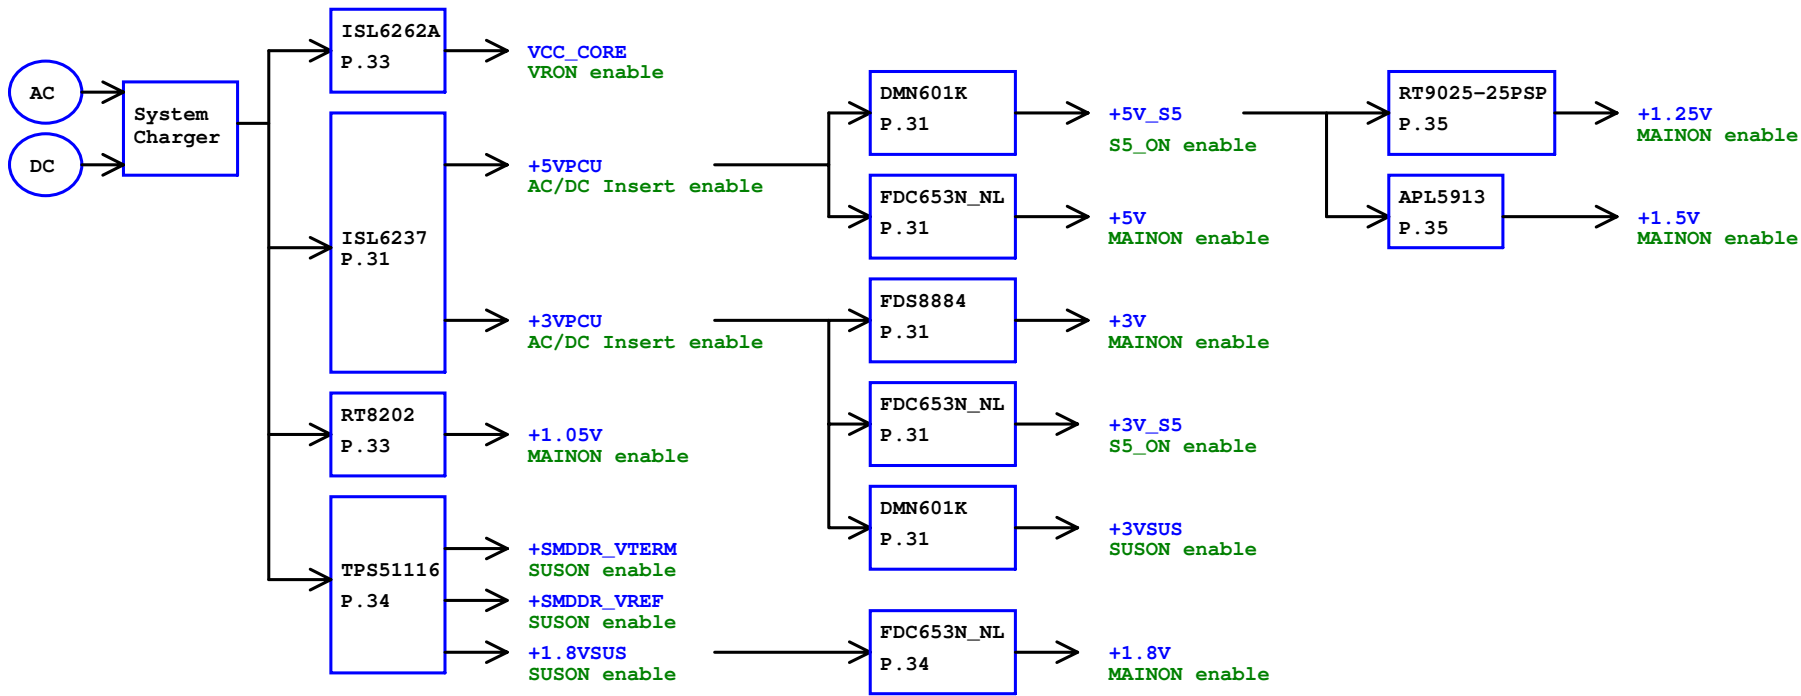 AC
DC
System
Charger
ISL6262A
P.33
VCC_CORE
VRON enable
ISL6237
P.31
+5VPCU
AC/DC Insert enable
+3VPCU
AC/DC Insert enable
RT8202
P.33
+1.05V
MAINON enable
TPS51116
P.34
+SMDDR_VTERM
SUSON enable
+SMDDR_VREF
SUSON enable
+1.8VSUS
SUSON enable
DMN601K
P.31
+5V_S5
S5_ON enable
FDC653N_NL
P.31
+5V
MAINON enable
FDS8884
P.31
+3V
MAINON enable
FDC653N_NL
P.31
+3V_S5
S5_ON enable
DMN601K
P.31
+3VSUS
SUSON enable
FDC653N_NL
P.34
+1.8V
MAINON enable
RT9025-25PSP
P.35
+1.25V
MAINON enable
APL5913
P.35
+1.5V
MAINON enable